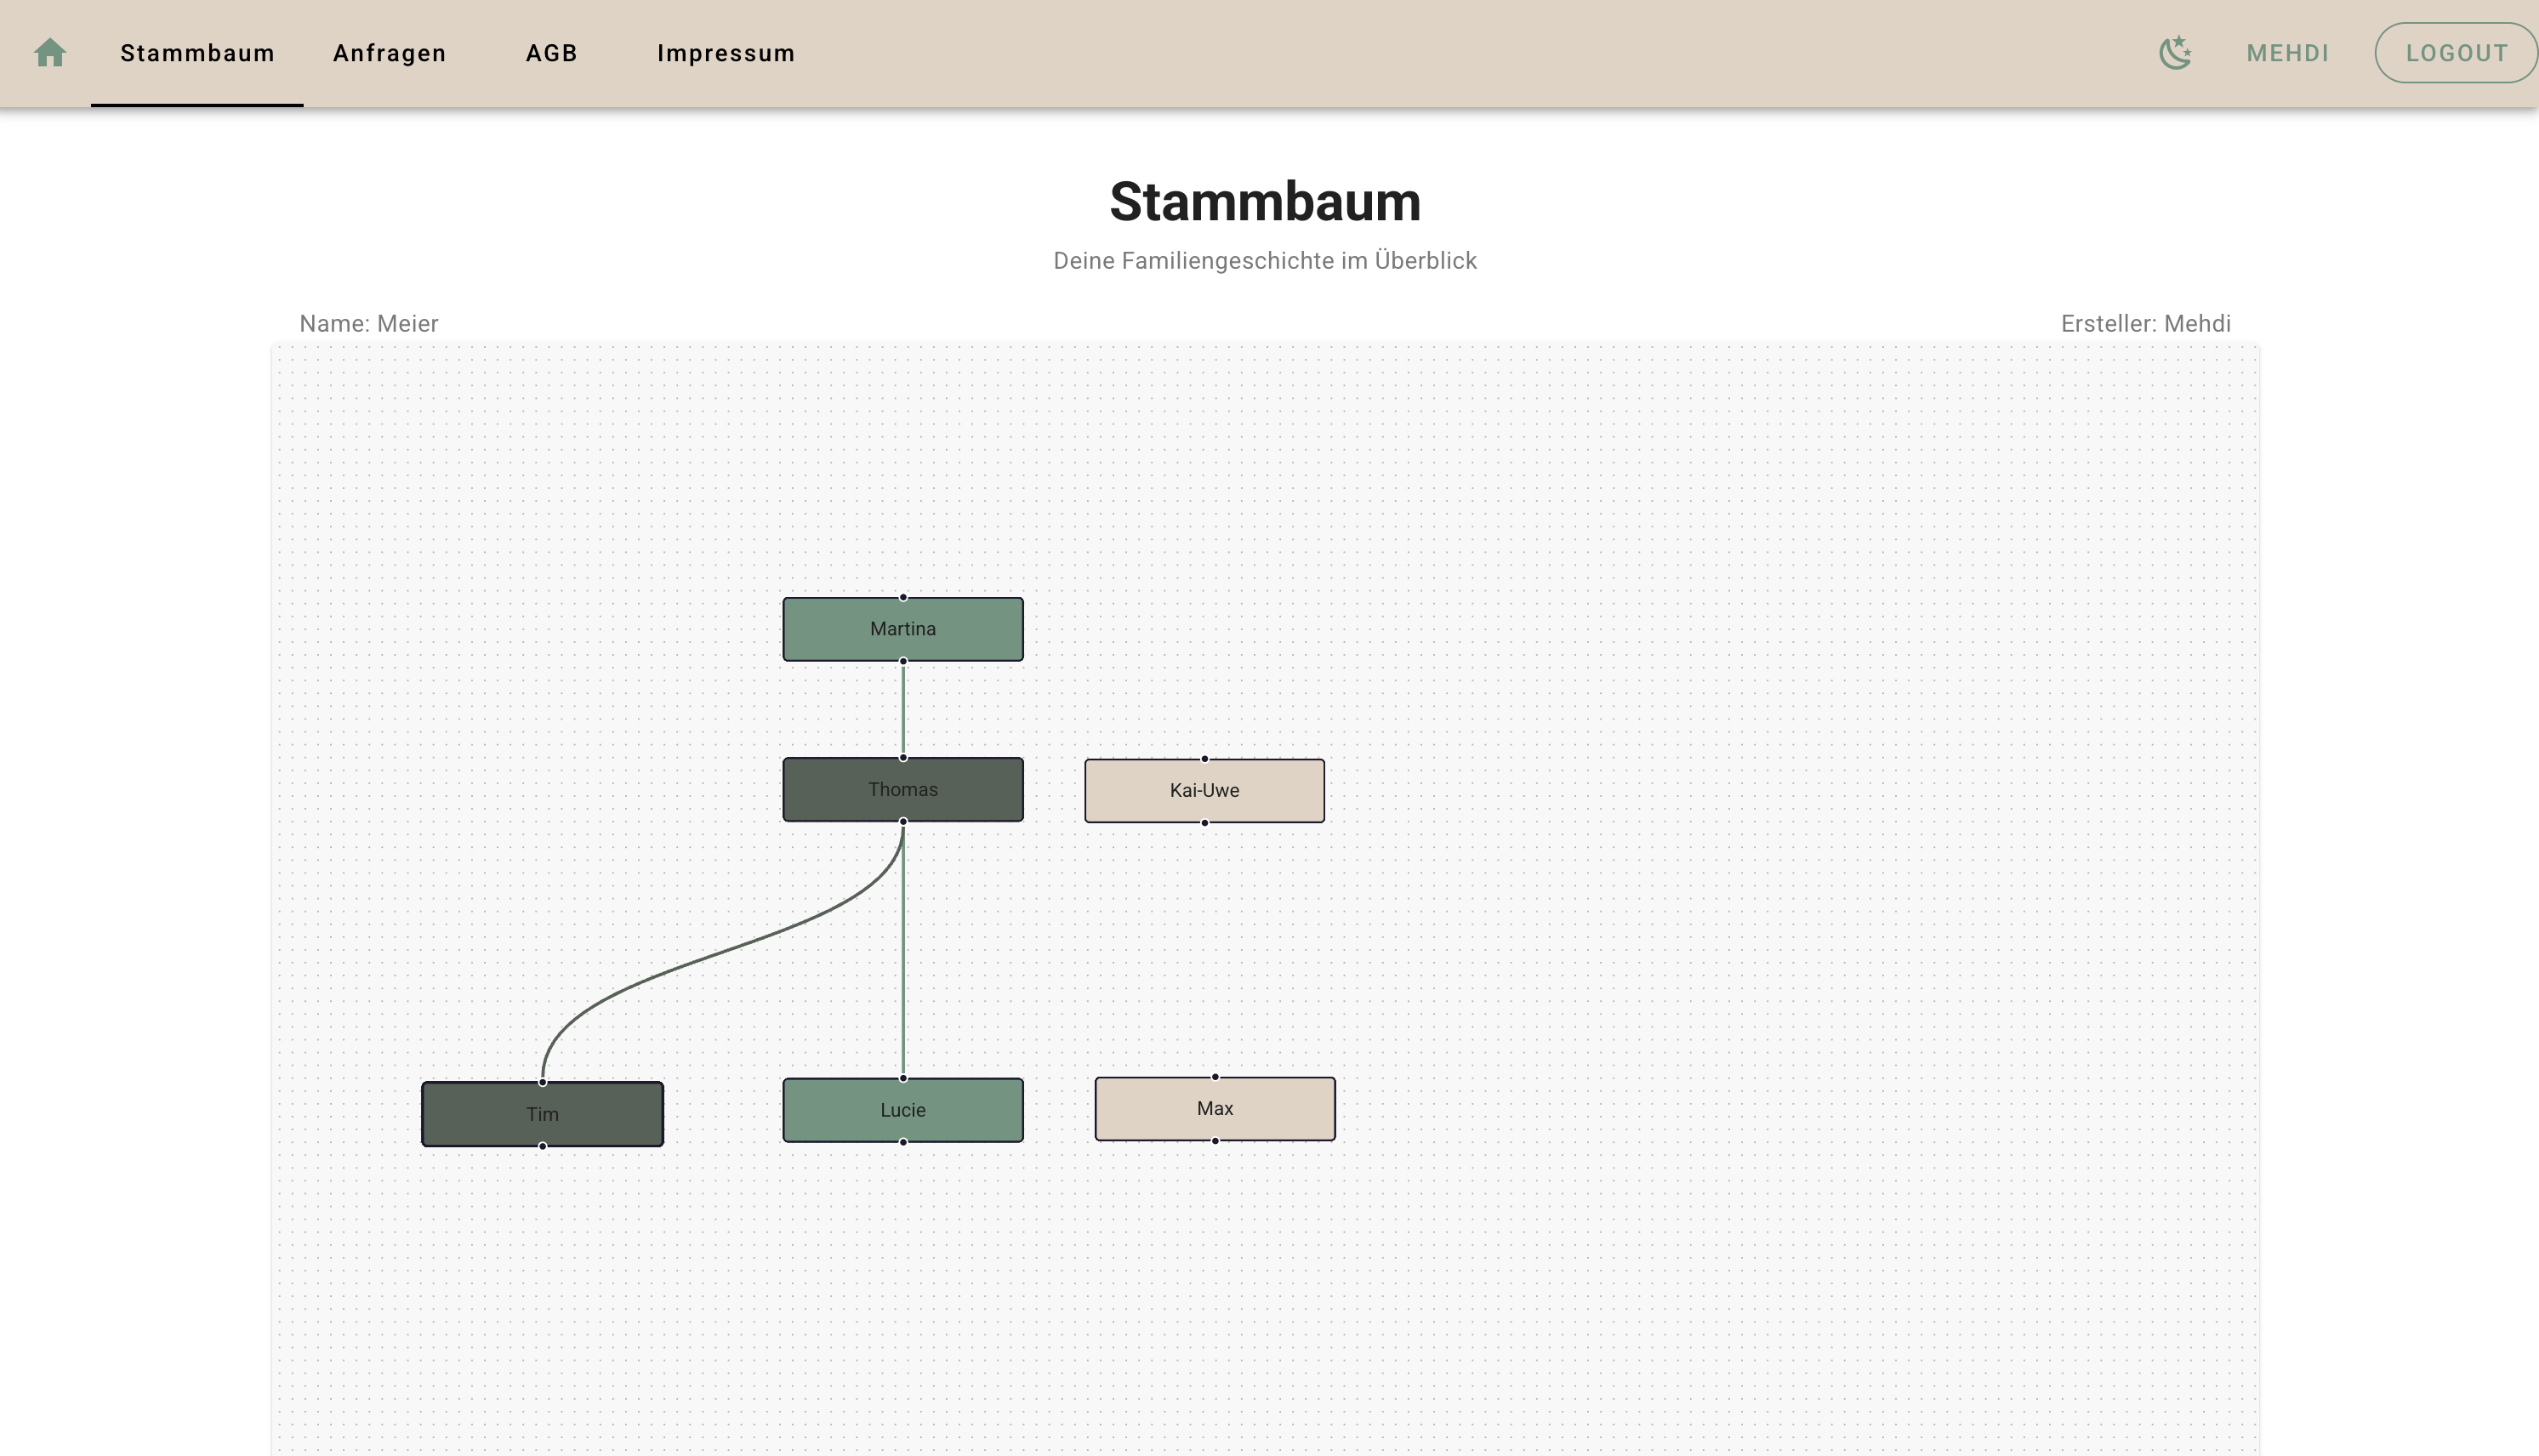 Stammbaum Anfragen AGB Impressum MEHDI LOGOUT
Stammbaum
Deine Familiengeschichte im Überblick
Name: Meier Ersteller: Mehdi
Martina
Thomas Kai-Uwe
Tim Lucie Max